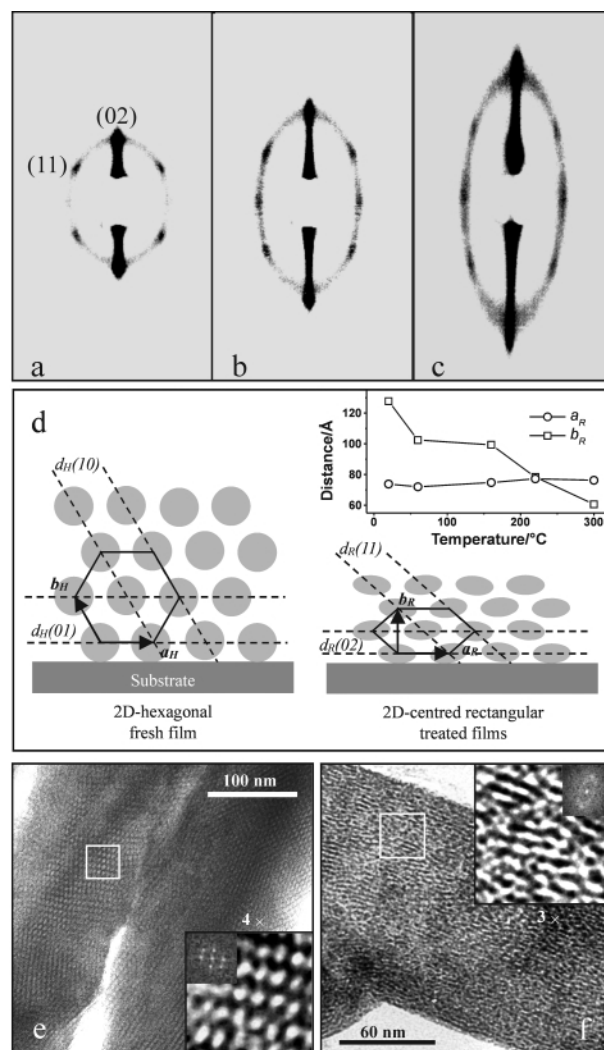 (02)
(11)
a
b
c
d
d_H(10)
b_H
d_H(01)
a_H
Substrate
2D-hexagonal
fresh film
Distance/Å
120
100
80
60
a_R
b_R
0
100
200
300
Temperature/°C
d_R(11)
b_R
d_R(02)
a_R
2D-centred rectangular
treated films
100 nm
4 ×
e
3 ×
60 nm
f